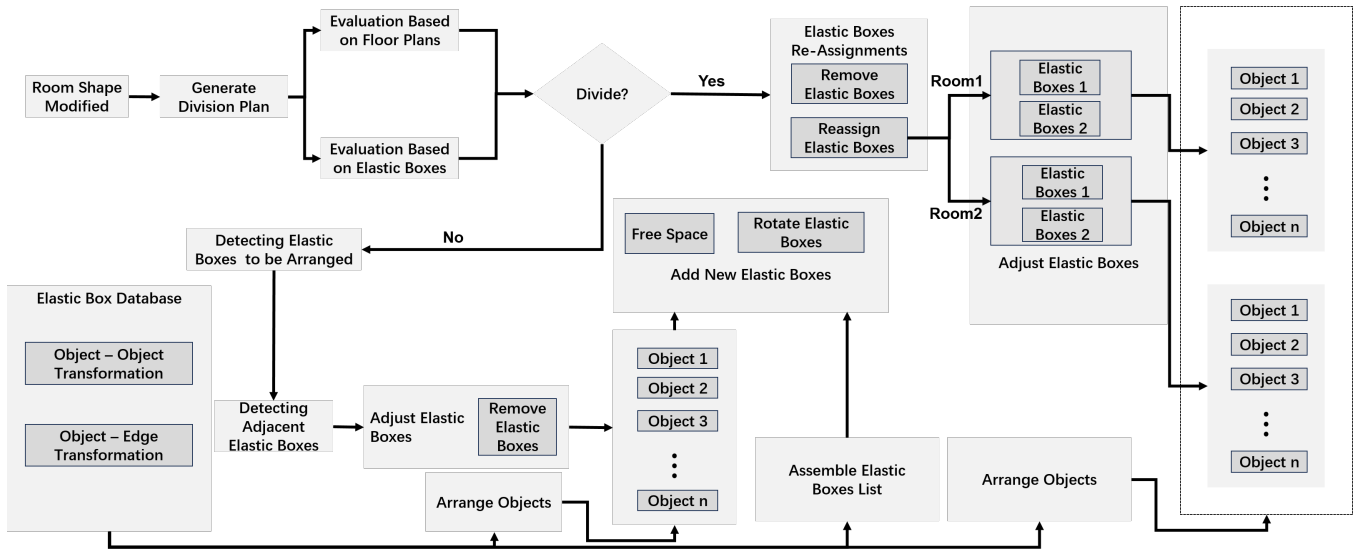 Room Shape
Modified
Generate
Division Plan
Evaluation Based
on Floor Plans
Evaluation Based
on Elastic Boxes
Divide?
Yes
No
Elastic Boxes
Re-Assignments
Remove
Elastic Boxes
Reassign
Elastic Boxes
Room1
Room2
Elastic
Boxes 1
Elastic
Boxes 2
Elastic
Boxes 1
Elastic
Boxes 2
Adjust Elastic Boxes
Object 1
Object 2
Object 3
Object n
Object 1
Object 2
Object 3
Object n
Detecting Elastic
Boxes to be Arranged
Free Space
Rotate Elastic
Boxes
Add New Elastic Boxes
Elastic Box Database
Object – Object
Transformation
Object – Edge
Transformation
Detecting
Adjacent
Elastic Boxes
Adjust Elastic
Boxes
Remove
Elastic
Boxes
Object 1
Object 2
Object 3
Object n
Arrange Objects
Assemble Elastic
Boxes List
Arrange Objects